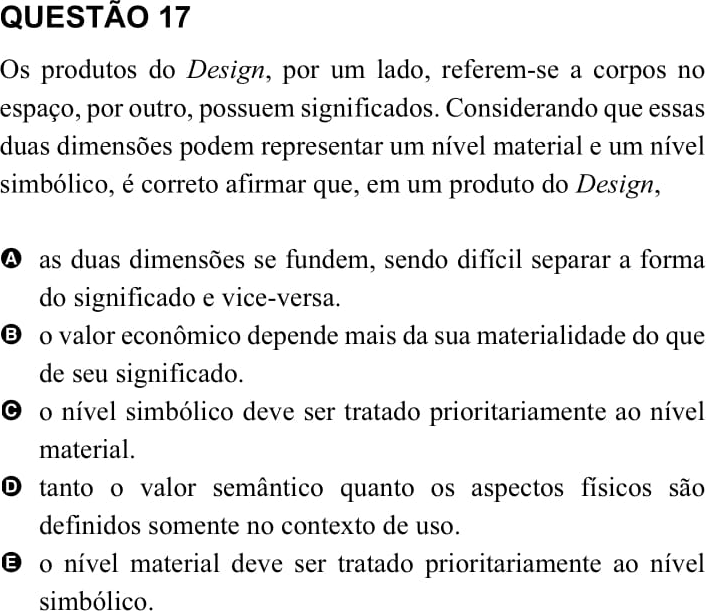 QUESTÃO 17
Os produtos do Design, por um lado, referem-se a corpos no
espaço, por outro, possuem significados. Considerando que essas
duas dimensões podem representar um nível material e um nível
simbólico, é correto afirmar que, em um produto do Design,
A as duas dimensões se fundem, sendo difícil separar a forma
do significado e vice-versa.
B o valor econômico depende mais da sua materialidade do que
de seu significado.
C o nível simbólico deve ser tratado prioritariamente ao nível
material.
D tanto o valor semântico quanto os aspectos físicos são
definidos somente no contexto de uso.
E o nível material deve ser tratado prioritariamente ao nível
simbólico.